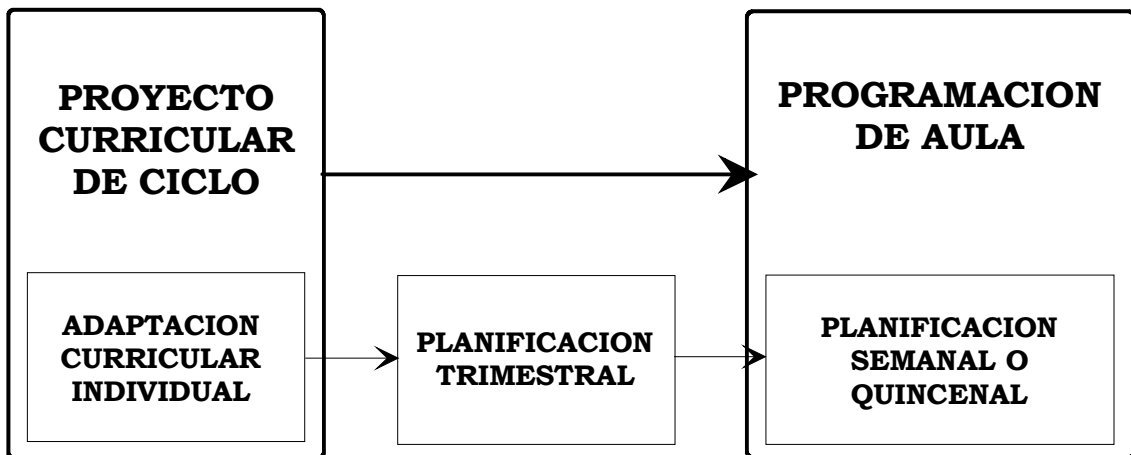 PROYECTO
CURRICULAR
DE CICLO
PROGRAMACION
DE AULA
ADAPTACION
CURRICULAR
INDIVIDUAL
PLANIFICACION
TRIMESTRAL
PLANIFICACION
SEMANAL O
QUINCENAL